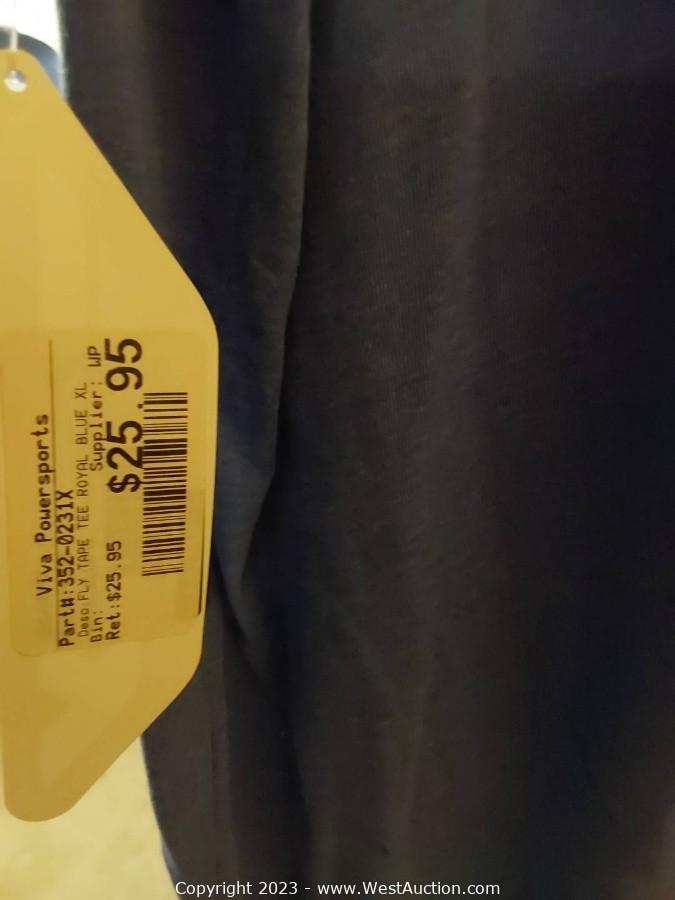 Viva Powersports
Part#:352-0231X
Desc:FLY TAPE TEE ROYAL BLUE XL
Bin: Supplier: WP
Ret:$25.95 $25.95
Copyright 2023 - www.WestAuction.com